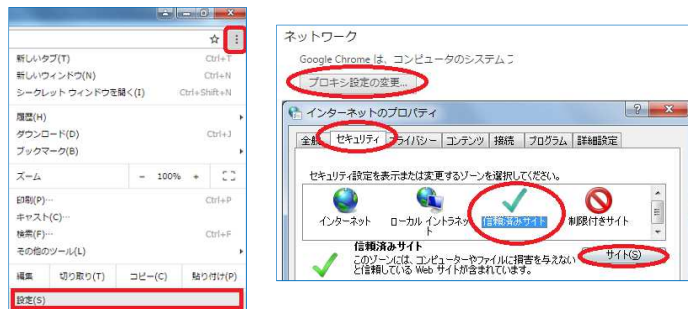 新しいタブ(T) Ctrl+T
新しいウィンドウ(N) Ctrl+N
シークレット ウィンドウを開く(I) Ctrl+Shift+N
履歴(H)
ダウンロード(D) Ctrl+J
ブックマーク(B)
ズーム - 100% +
印刷(P)… Ctrl+P
キャスト(C)…
検索(F)… Ctrl+F
その他のツール(L)
編集 切り取り(T) コピー(C) 貼り付け(P)
設定(S)
ネットワーク
Google Chrome は、コンピュータのシステム
プロキシ設定の変更...
インターネットのプロパティ
全般 セキュリティ プライバシー コンテンツ 接続 プログラム 詳細設定
セキュリティ設定を表示または変更するゾーンを選択してください。
インターネット ローカル イントラネット 信頼済みサイト 制限付きサイト
信頼済みサイト
このゾーンには、コンピューターやファイルに損害を与えない
と信頼している Web サイトが含まれています。
サイト(S)